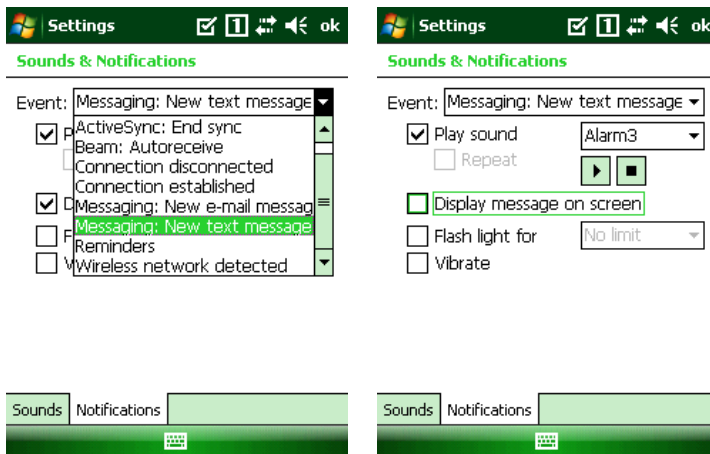 Settings 1 ok
Sounds & Notifications
Event: Messaging: New text message
ActiveSync: End sync
Beam: Autoreceive
Connection disconnected
Connection established
Messaging: New e-mail messag
Messaging: New text message
Reminders
Wireless network detected
P
D
F
V
Sounds Notifications
Settings 1 ok
Sounds & Notifications
Event: Messaging: New text message
Play sound Alarm3
Repeat
Display message on screen
Flash light for No limit
Vibrate
Sounds Notifications